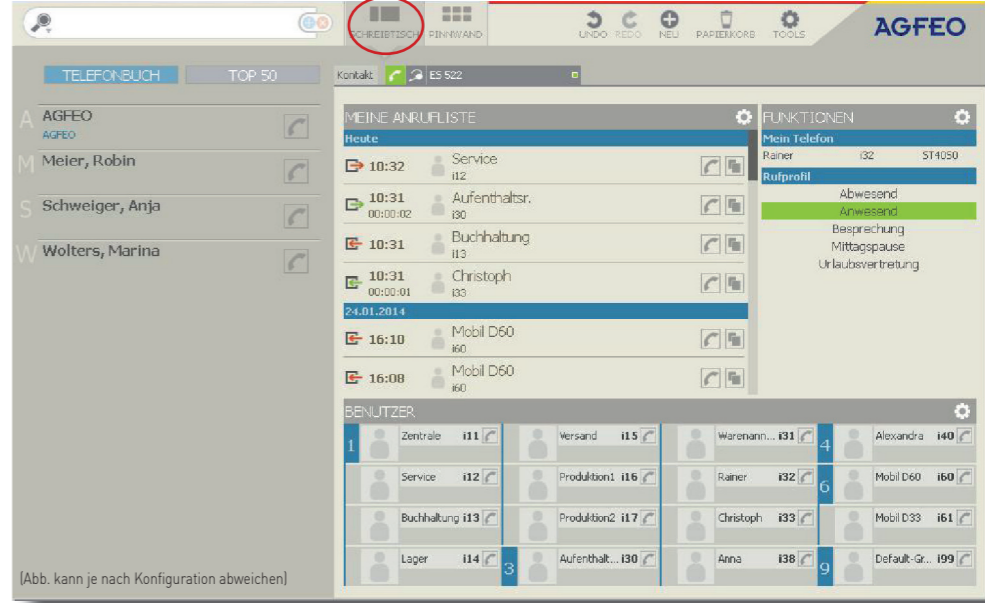 SCHREIBTISCH PINNWAND UNDO REDO NEU PAPIERKORB TOOLS AGFEO
TELEFONBUCH TOP 50
Kontakt ES 522
A AGFEO
AGFEO
M Meier, Robin
S Schweiger, Anja
W Wolters, Marina
MEINE ANRUFLISTE
Heute
10:32 Service
i12
10:31 Aufenthaltsr.
00:00:02 i30
10:31 Buchhaltung
i13
10:31 Christoph
00:00:01 i33
24.01.2014
16:10 Mobil D60
i60
16:08 Mobil D60
i60
FUNKTIONEN
Mein Telefon
Rainer i32 ST4050
Rufprofil
Abwesend
Anwesend
Besprechung
Mittagspause
Urlaubsvertretung
BENUTZER
1 Zentrale i11 Versand i15 Warenann... i31 4 Alexandra i40
Service i12 Produktion1 i16 Rainer i32 6 Mobil D60 i60
Buchhaltung i13 Produktion2 i17 Christoph i33 Mobil D33 i61
Lager i14 3 Aufenthalt... i30 Anna i38 9 Default-Gr... i99
(Abb. kann je nach Konfiguration abweichen)